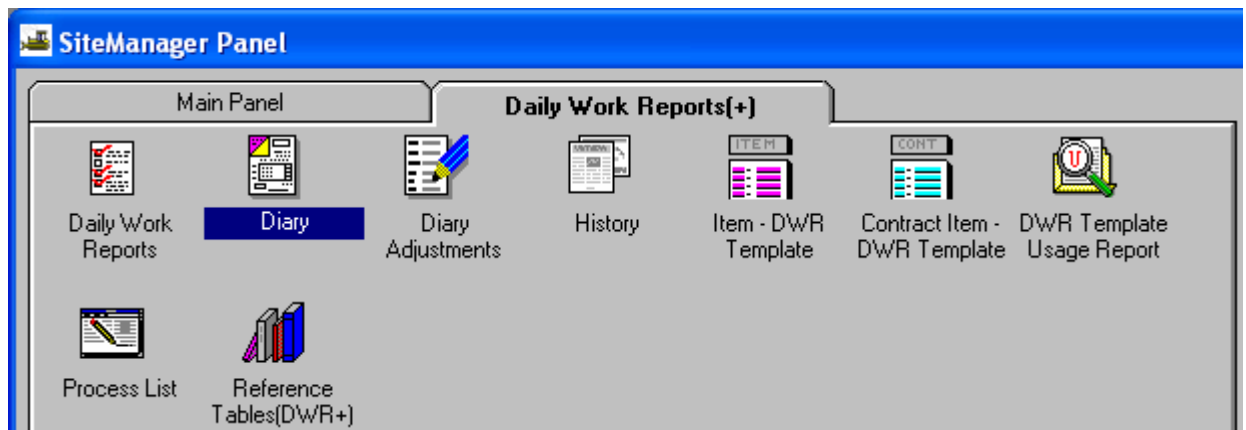 SiteManager Panel
Main Panel
Daily Work Reports(+)
ITEM
CONT
U
Daily Work
Reports
Diary
Diary
Adjustments
History
Item - DWR
Template
Contract Item -
DWR Template
DWR Template
Usage Report
Process List
Reference
Tables(DWR+)